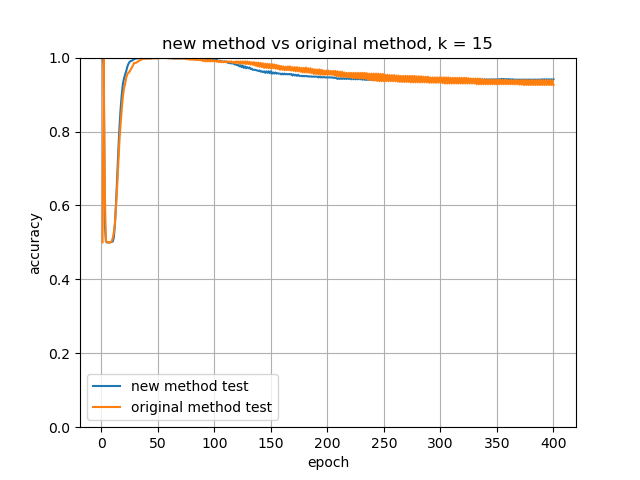 new method vs original method, k = 15
1.0
0.8
0.6
0.4
0.2
0.0
accuracy
new method test
original method test
0 50 100 150 200 250 300 350 400
epoch